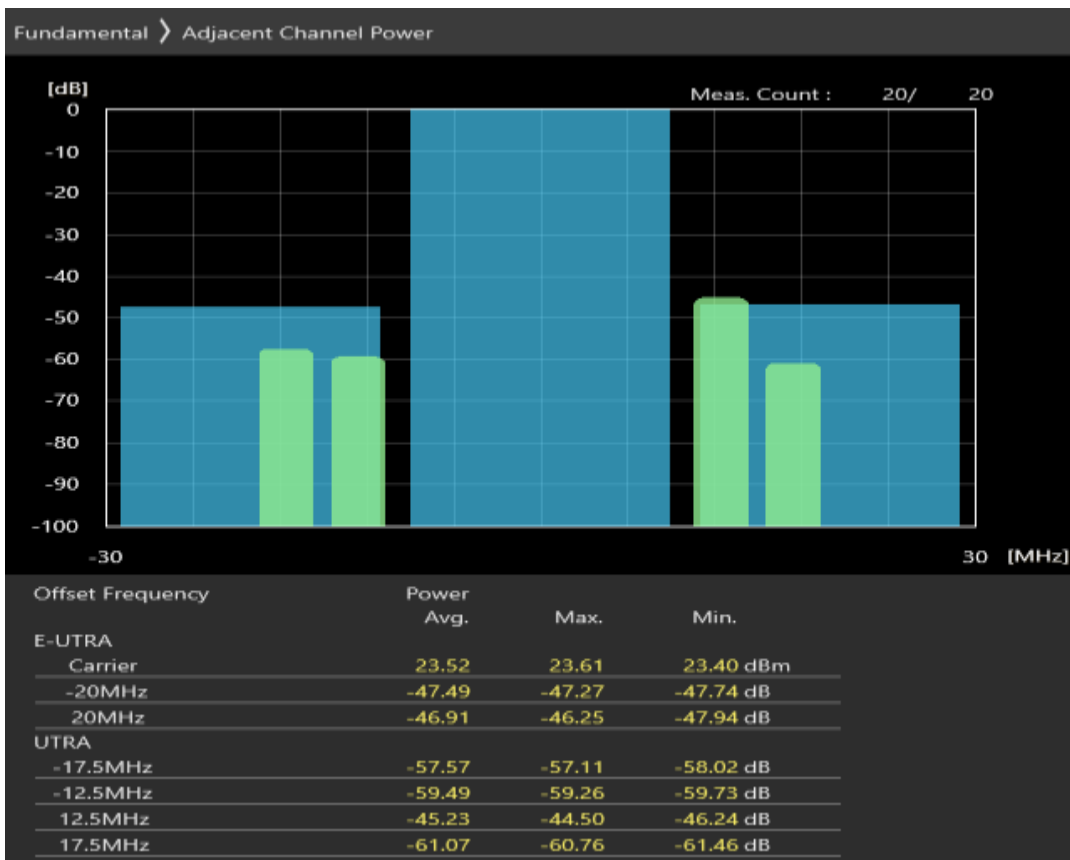 Fundamental ❯ Adjacent Channel Power
[dB]
Meas. Count : 20/ 20
0
-10
-20
-30
-40
-50
-60
-70
-80
-90
-100
-30 30 [MHz]
Offset Frequency Power
Avg. Max. Min.
E-UTRA
Carrier 23.52 23.61 23.40 dBm
-20MHz -47.49 -47.27 -47.74 dB
20MHz -46.91 -46.25 -47.94 dB
UTRA
-17.5MHz -57.57 -57.11 -58.02 dB
-12.5MHz -59.49 -59.26 -59.73 dB
12.5MHz -45.23 -44.50 -46.24 dB
17.5MHz -61.07 -60.76 -61.46 dB